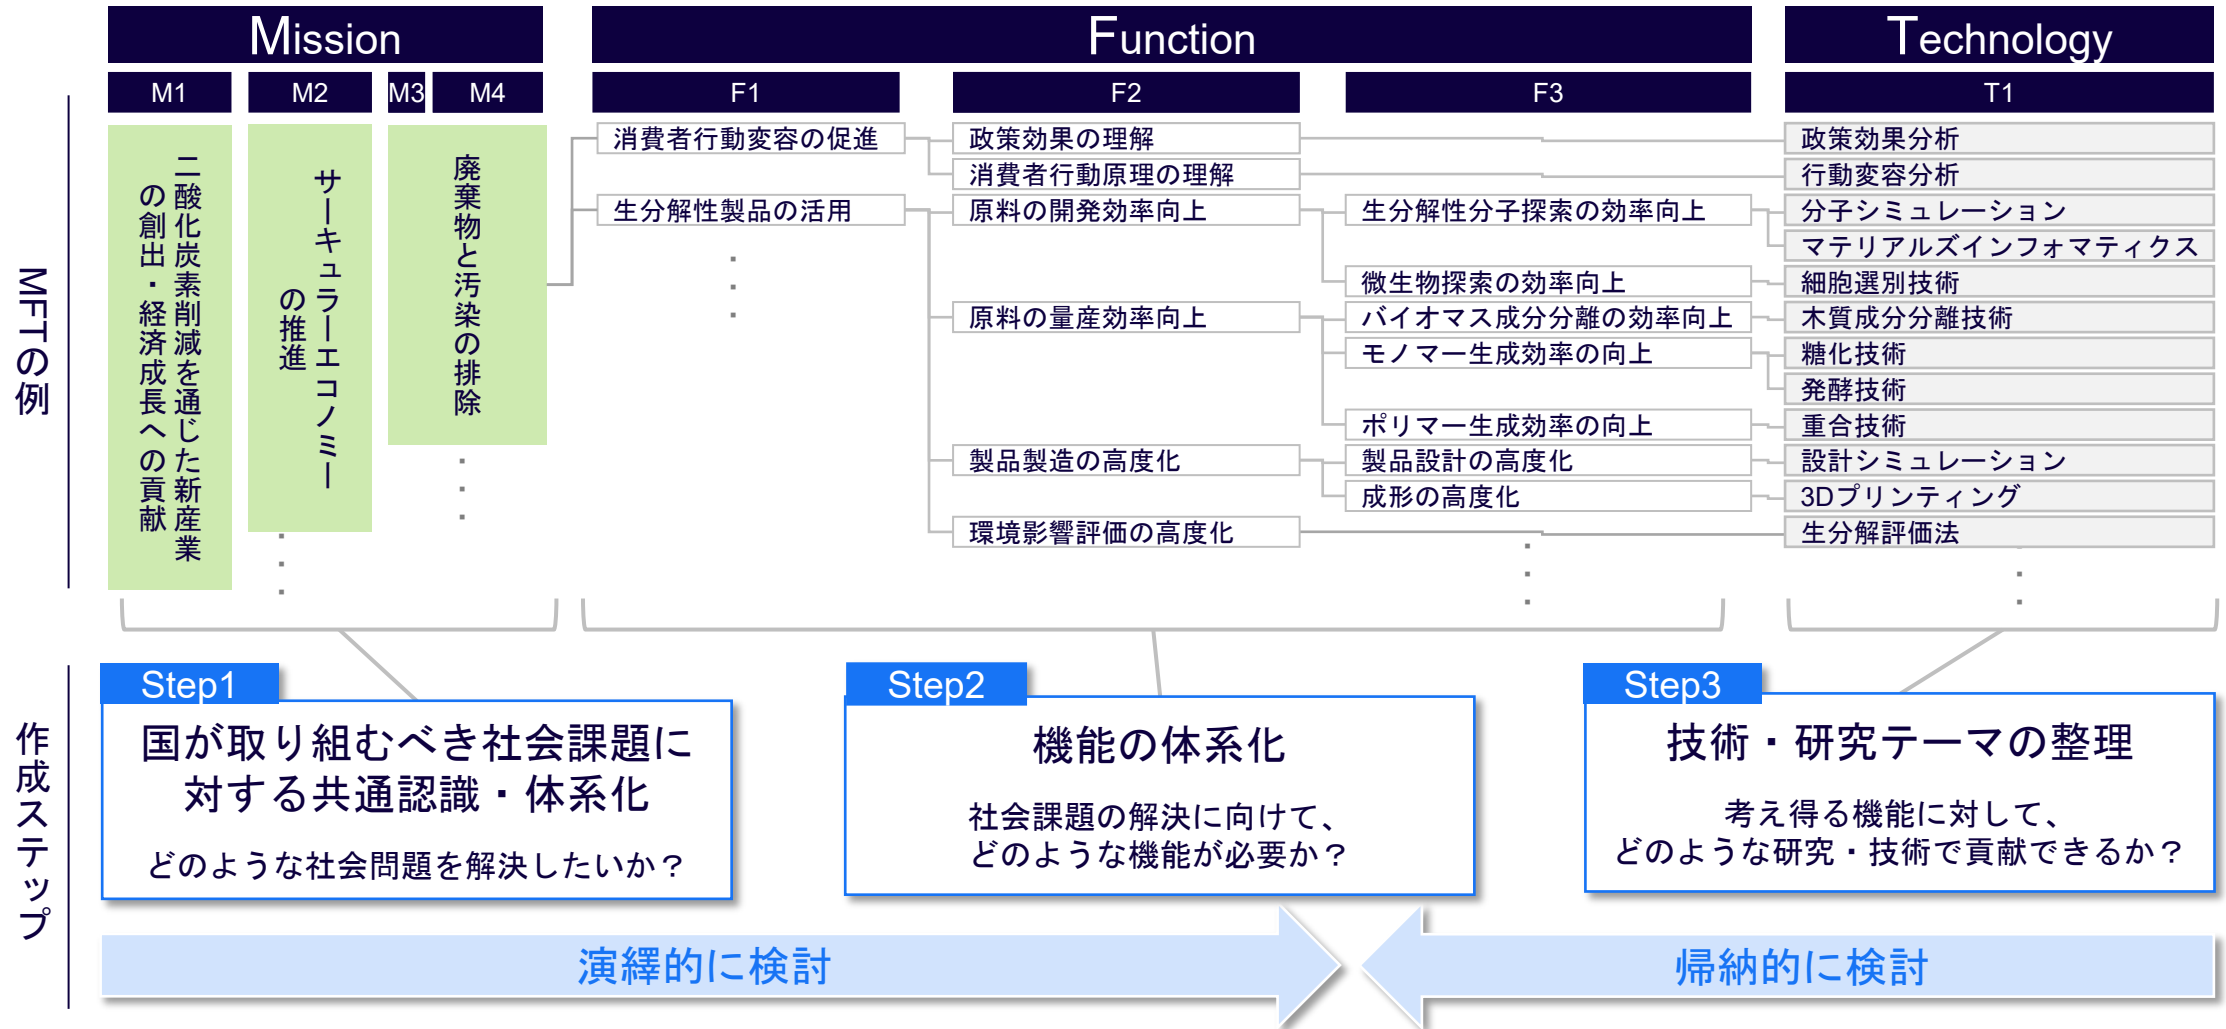 Mission
Function
Technology
M1
M2
M3
M4
F1
F2
F3
T1
MFTの例
二酸化炭素削減を通じた新産業
の創出・経済成長への貢献
サーキュラーエコノミー
の推進
廃棄物と汚染の排除
消費者行動変容の促進
政策効果の理解
政策効果分析
消費者行動原理の理解
行動変容分析
生分解性製品の活用
原料の開発効率向上
生分解性分子探索の効率向上
分子シミュレーション
マテリアルズインフォマティクス
微生物探索の効率向上
細胞選別技術
原料の量産効率向上
バイオマス成分分離の効率向上
木質成分分離技術
モノマー生成効率の向上
糖化技術
発酵技術
ポリマー生成効率の向上
重合技術
製品製造の高度化
製品設計の高度化
設計シミュレーション
成形の高度化
3Dプリンティング
環境影響評価の高度化
生分解評価法
作成ステップ
Step1
国が取り組むべき社会課題に
対する共通認識・体系化
どのような社会問題を解決したいか？
Step2
機能の体系化
社会課題の解決に向けて、
どのような機能が必要か？
Step3
技術・研究テーマの整理
考え得る機能に対して、
どのような研究・技術で貢献できるか？
演繹的に検討
帰納的に検討